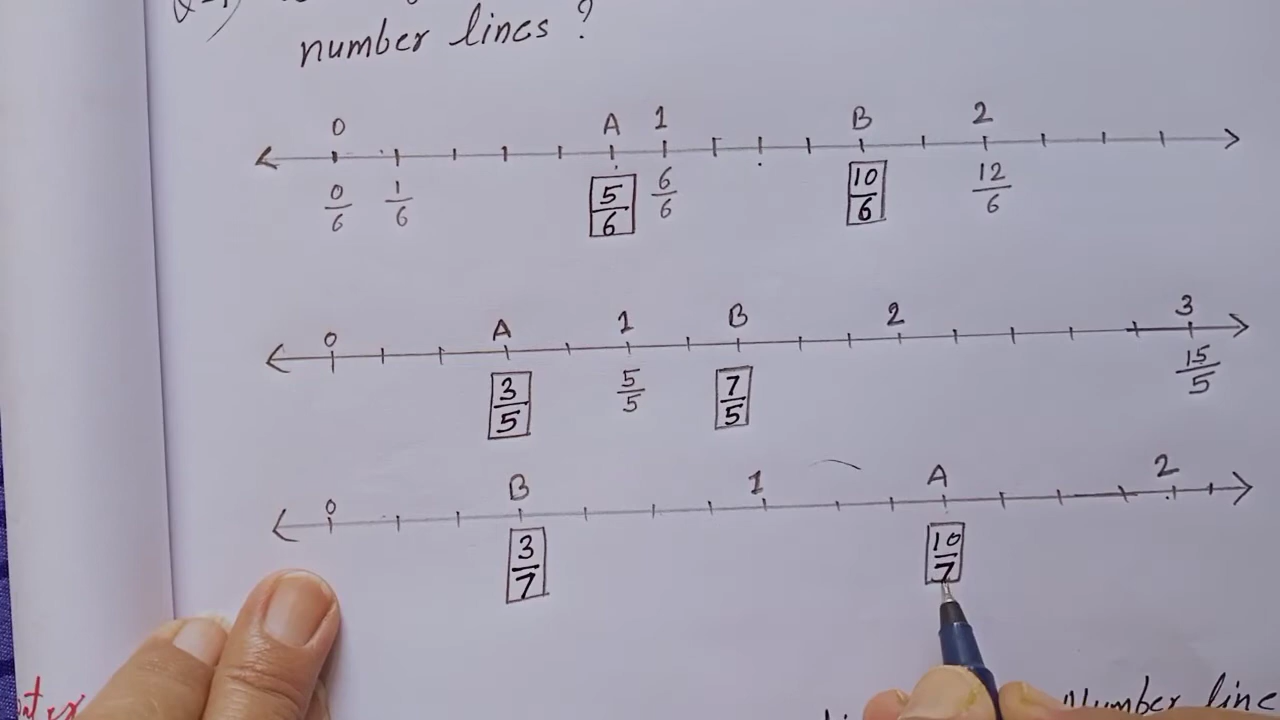 number lines ?
0 A 1 B 2
0/6 1/6 5/6 6/6 10/6 12/6
0 A 1 B 2 3
3/5 5/5 7/5 15/5
0 B 1 A 2
3/7 10/7
Number line